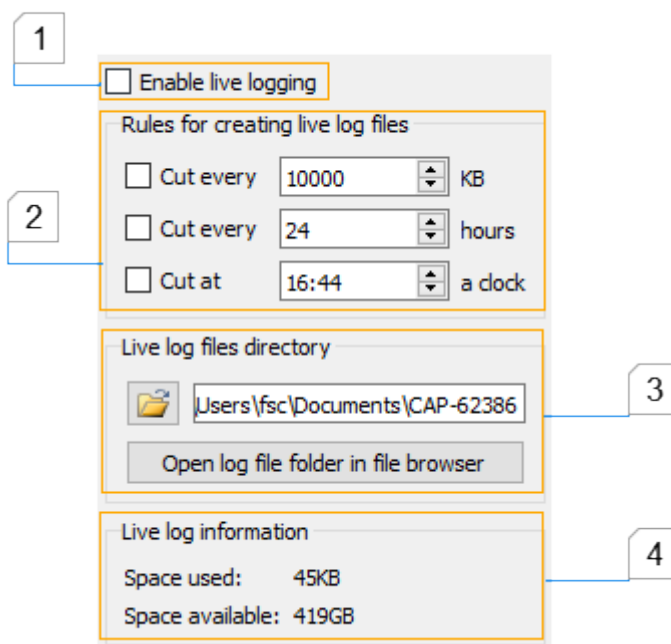 1
Enable live logging
Rules for creating live log files
Cut every 10000 KB
2
Cut every 24 hours
Cut at 16:44 a clock
Live log files directory
Users\fsc\Documents\CAP-62386
3
Open log file folder in file browser
Live log information
4
Space used: 45KB
Space available: 419GB